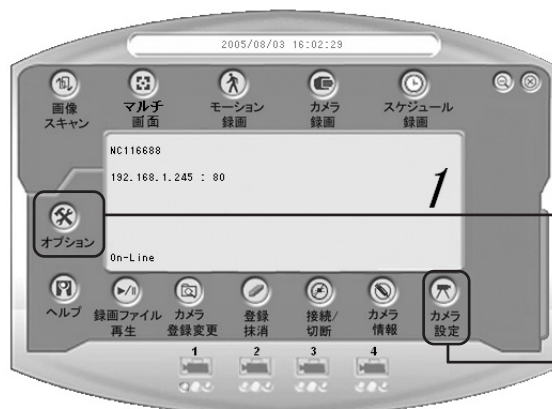 2005/08/03 16:02:29
画像
スキャン
マルチ
画面
モーション
録画
カメラ
録画
スケジュール
録画
NC116688
192.168.1.245 : 80
1
On-Line
オプション
ヘルプ
録画ファイル
再生
カメラ
登録変更
登録
抹消
接続/
切断
カメラ
情報
カメラ
設定
1 2 3 4